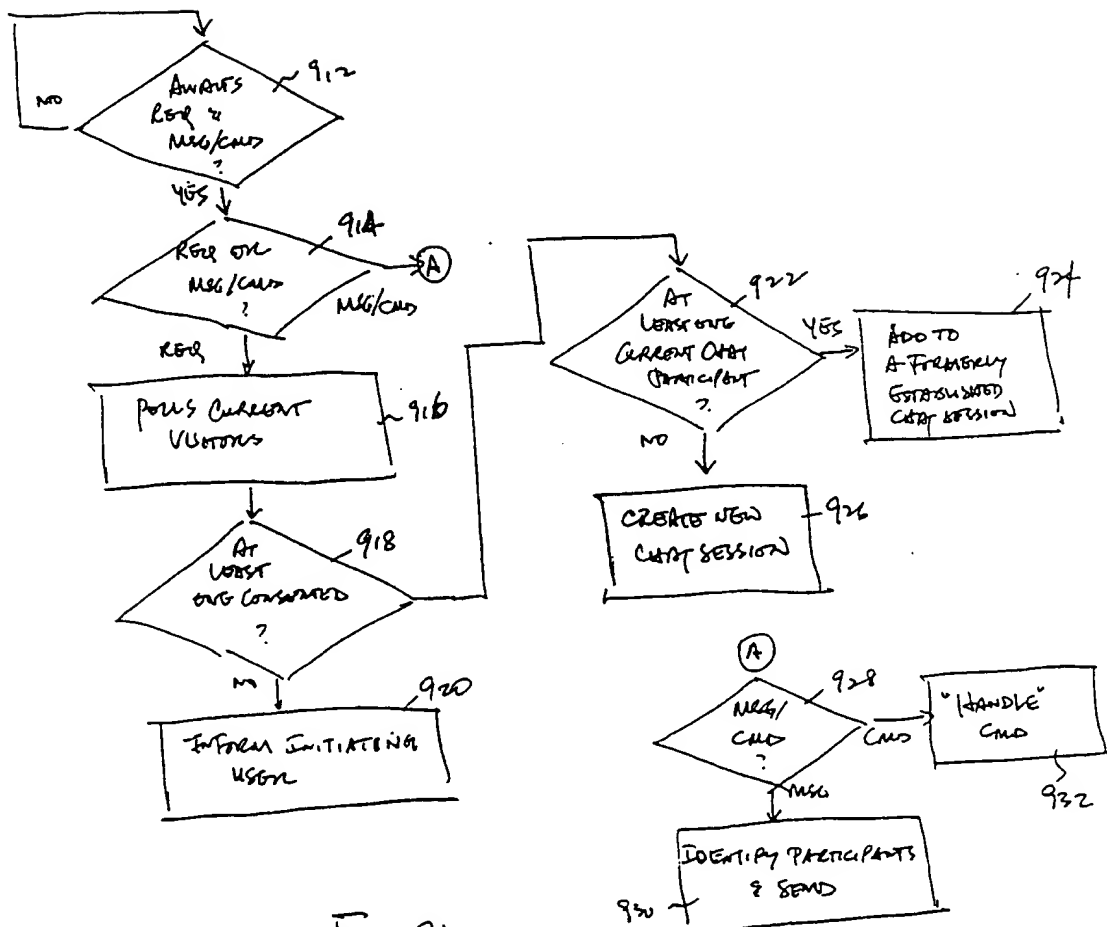 912
AWAITS
REQ &
MSG/CMD
?
NO
YES
914
REQ OR
MSG/CMD
?
A
MSG/CMD
REQ
POLLS CURRENT
VISITORS
916
918
AT
LEAST
ONE CONSENTED
?
NO
920
INFORM INITIATING
USER
922
AT
LEAST ONE
CURRENT CHAT
PARTICIPANT
?
YES
NO
924
ADD TO
A FORMERLY
ESTABLISHED
CHAT SESSION
CREATE NEW
CHAT SESSION
926
A
928
MSG/
CMD
?
CMD
MSG
"HANDLE"
CMD
932
IDENTIFY PARTICIPANTS
& SEND
930